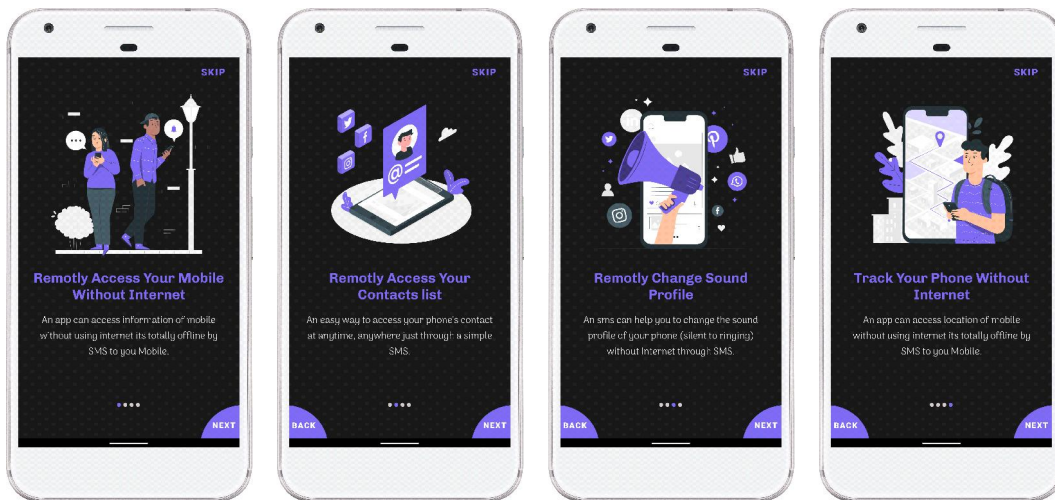 SKIP
Remotly Access Your Mobile
Without Internet
An app can access information of mobile
without using internet its totally offline by
SMS to you Mobile.
NEXT
SKIP
@
Remotly Access Your
Contacts list
An easy way to access your phone's contact
at anytime, anywhere just through a simple
SMS.
BACK
NEXT
SKIP
Remotly Change Sound
Profile
An sms can help you to change the sound
profile of your phone (silent to ringing)
without Internet through SMS.
BACK
NEXT
SKIP
Track Your Phone Without
Internet
An app can access location of mobile
without using internet its totally offline by
SMS to you Mobile.
BACK
NEXT